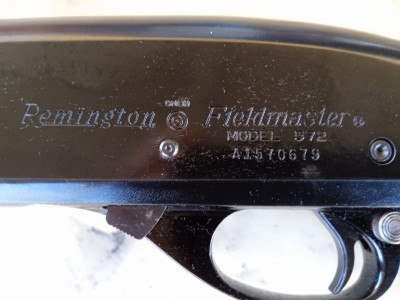 Remington Fieldmaster®
MODEL 572
A1570679